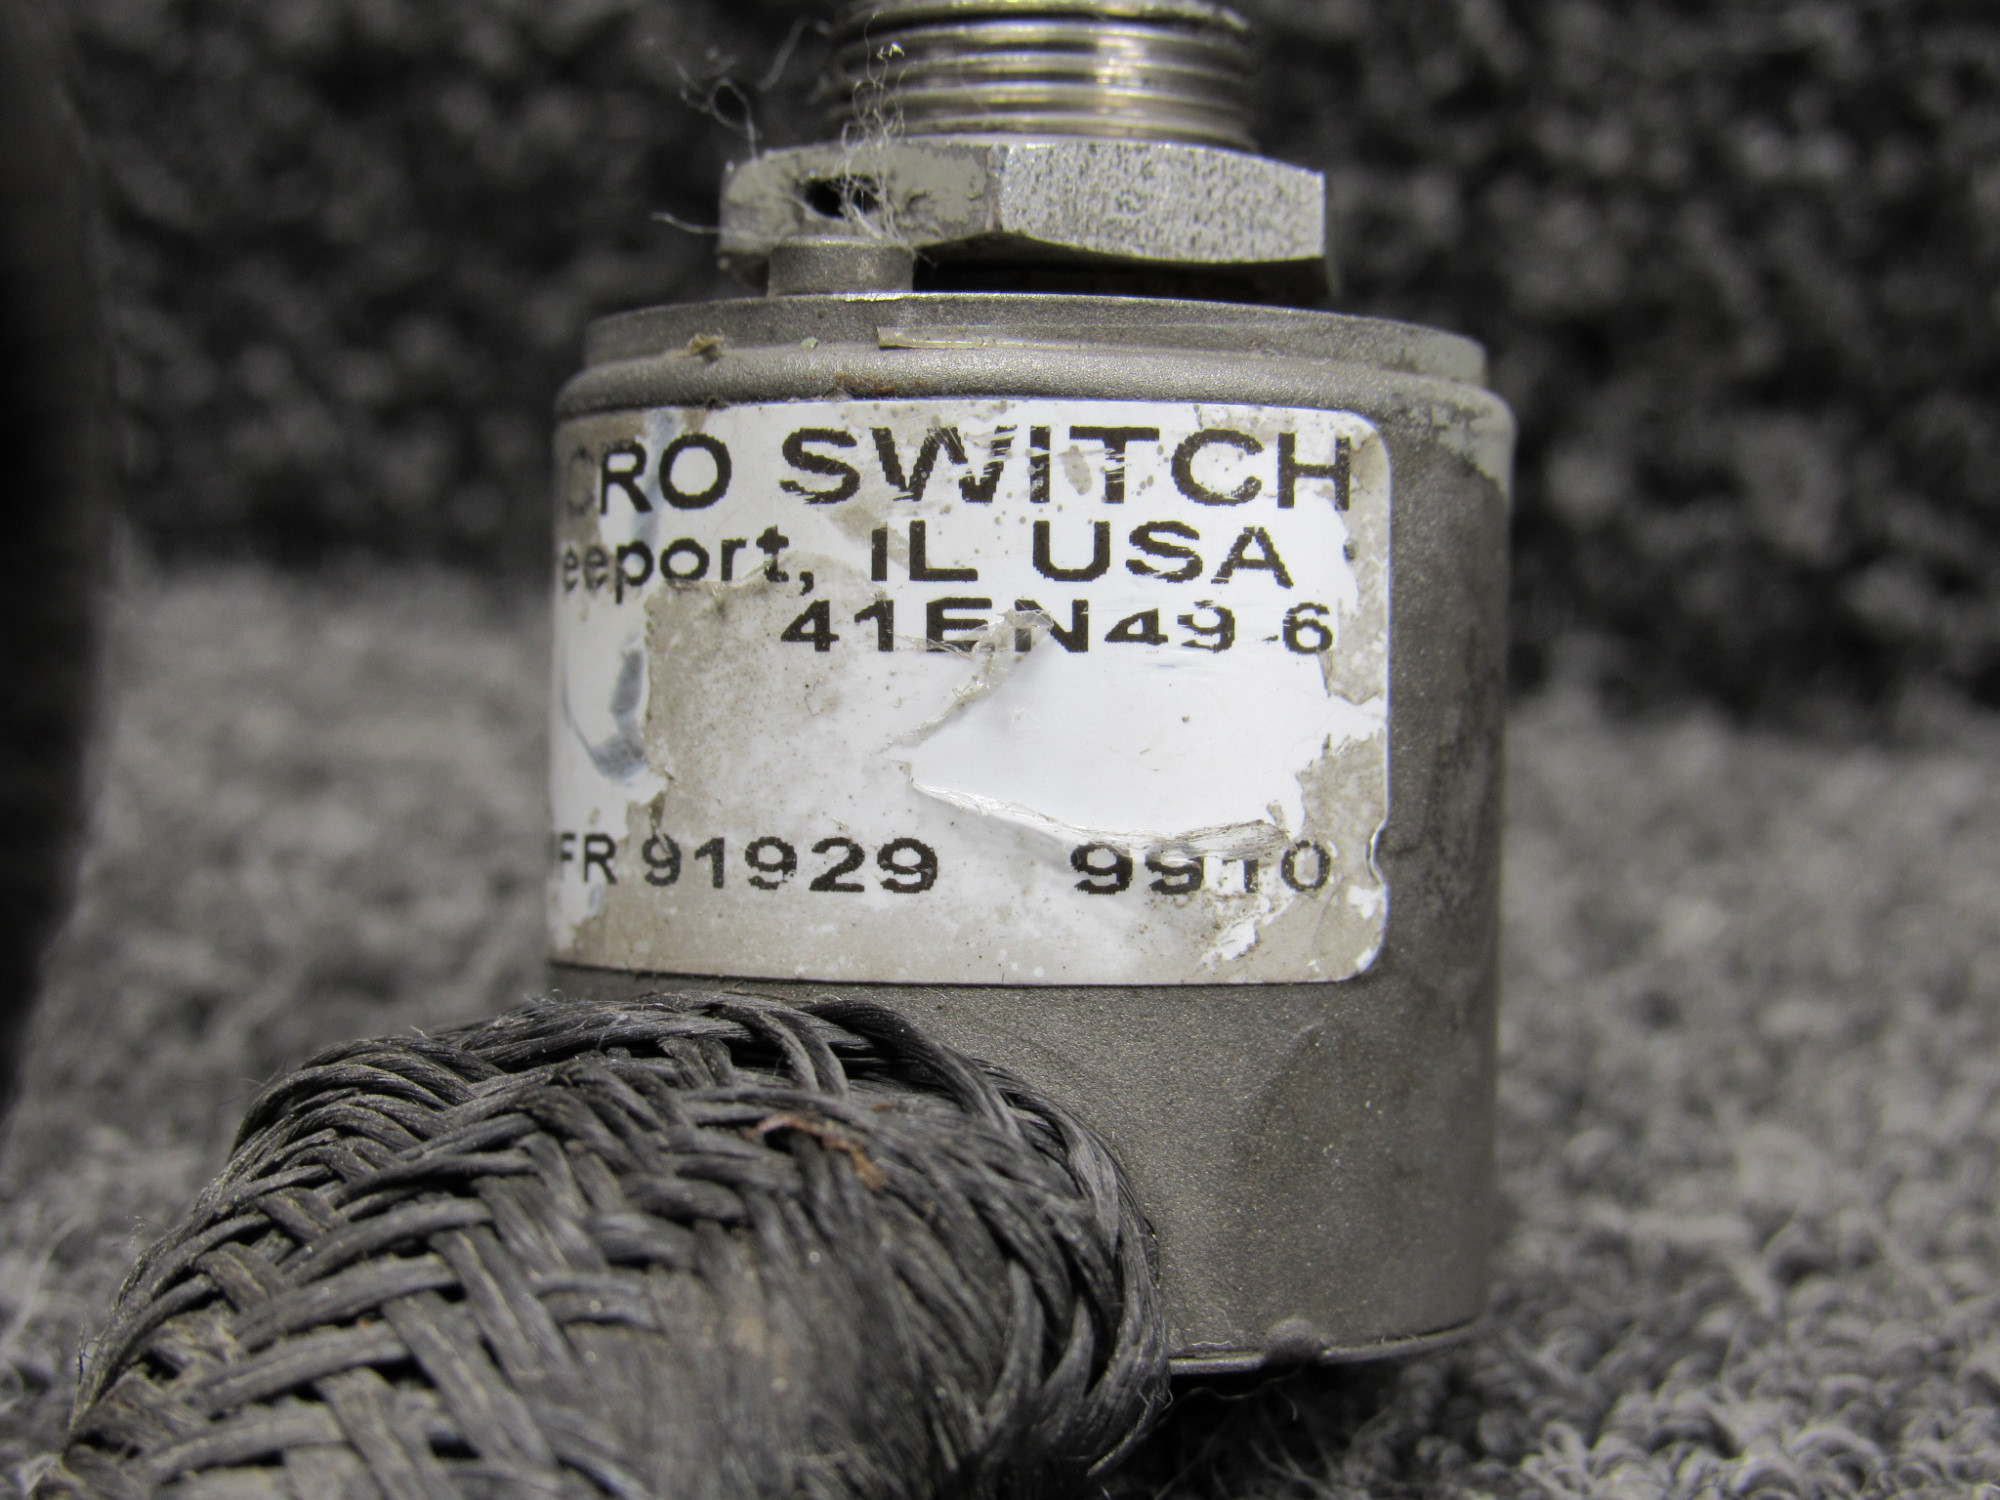 CRO SWITCH
eeport, IL USA
41EN49-6
FR 91929 9910